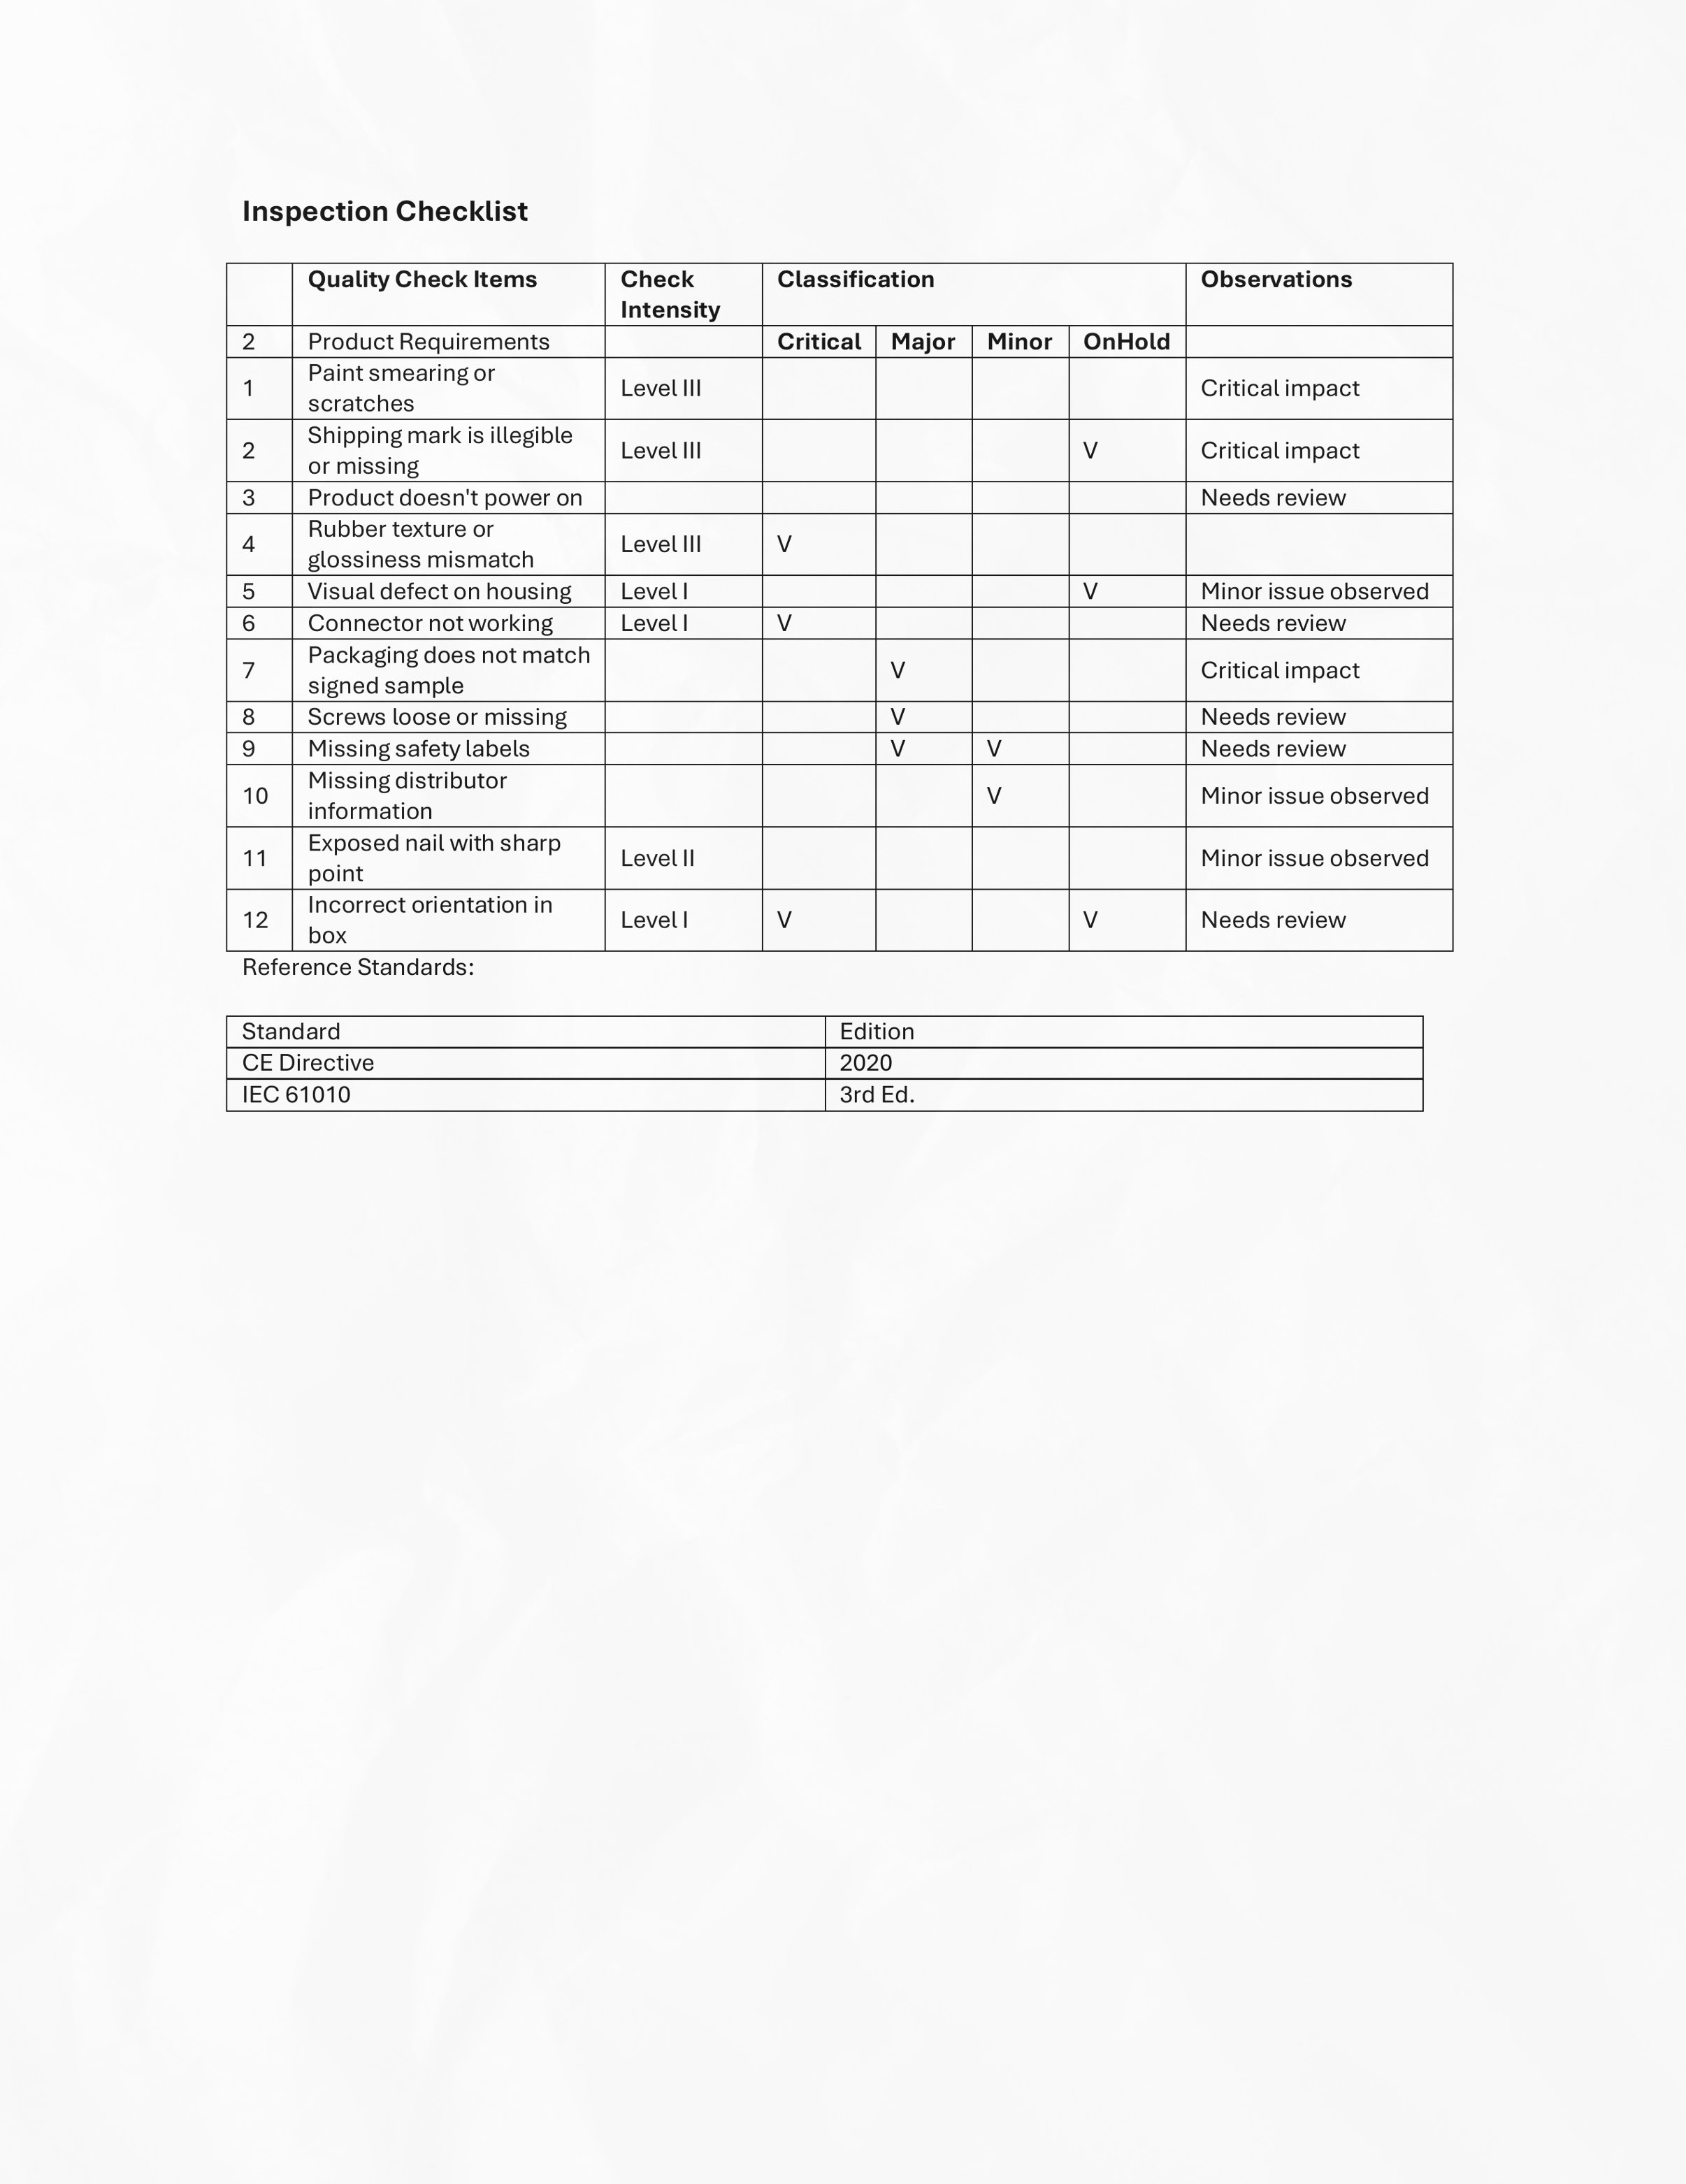 Inspection Checklist
Quality Check Items Check Intensity Classification Observations
2 Product Requirements Critical Major Minor OnHold
1 Paint smearing or scratches Level III Critical impact
2 Shipping mark is illegible or missing Level III V Critical impact
3 Product doesn't power on Needs review
4 Rubber texture or glossiness mismatch Level III V
5 Visual defect on housing Level I V Minor issue observed
6 Connector not working Level I V Needs review
7 Packaging does not match signed sample V Critical impact
8 Screws loose or missing V Needs review
9 Missing safety labels V V Needs review
10 Missing distributor information V Minor issue observed
11 Exposed nail with sharp point Level II Minor issue observed
12 Incorrect orientation in box Level I V V Needs review
Reference Standards:
Standard Edition
CE Directive 2020
IEC 61010 3rd Ed.